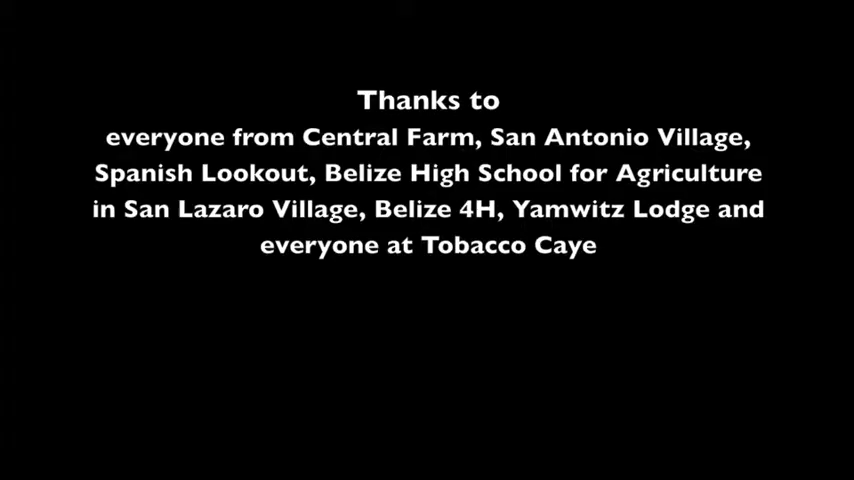 Thanks to
everyone from Central Farm, San Antonio Village,
Spanish Lookout, Belize High School for Agriculture
in San Lazaro Village, Belize 4H, Yamwitz Lodge and
everyone at Tobacco Caye